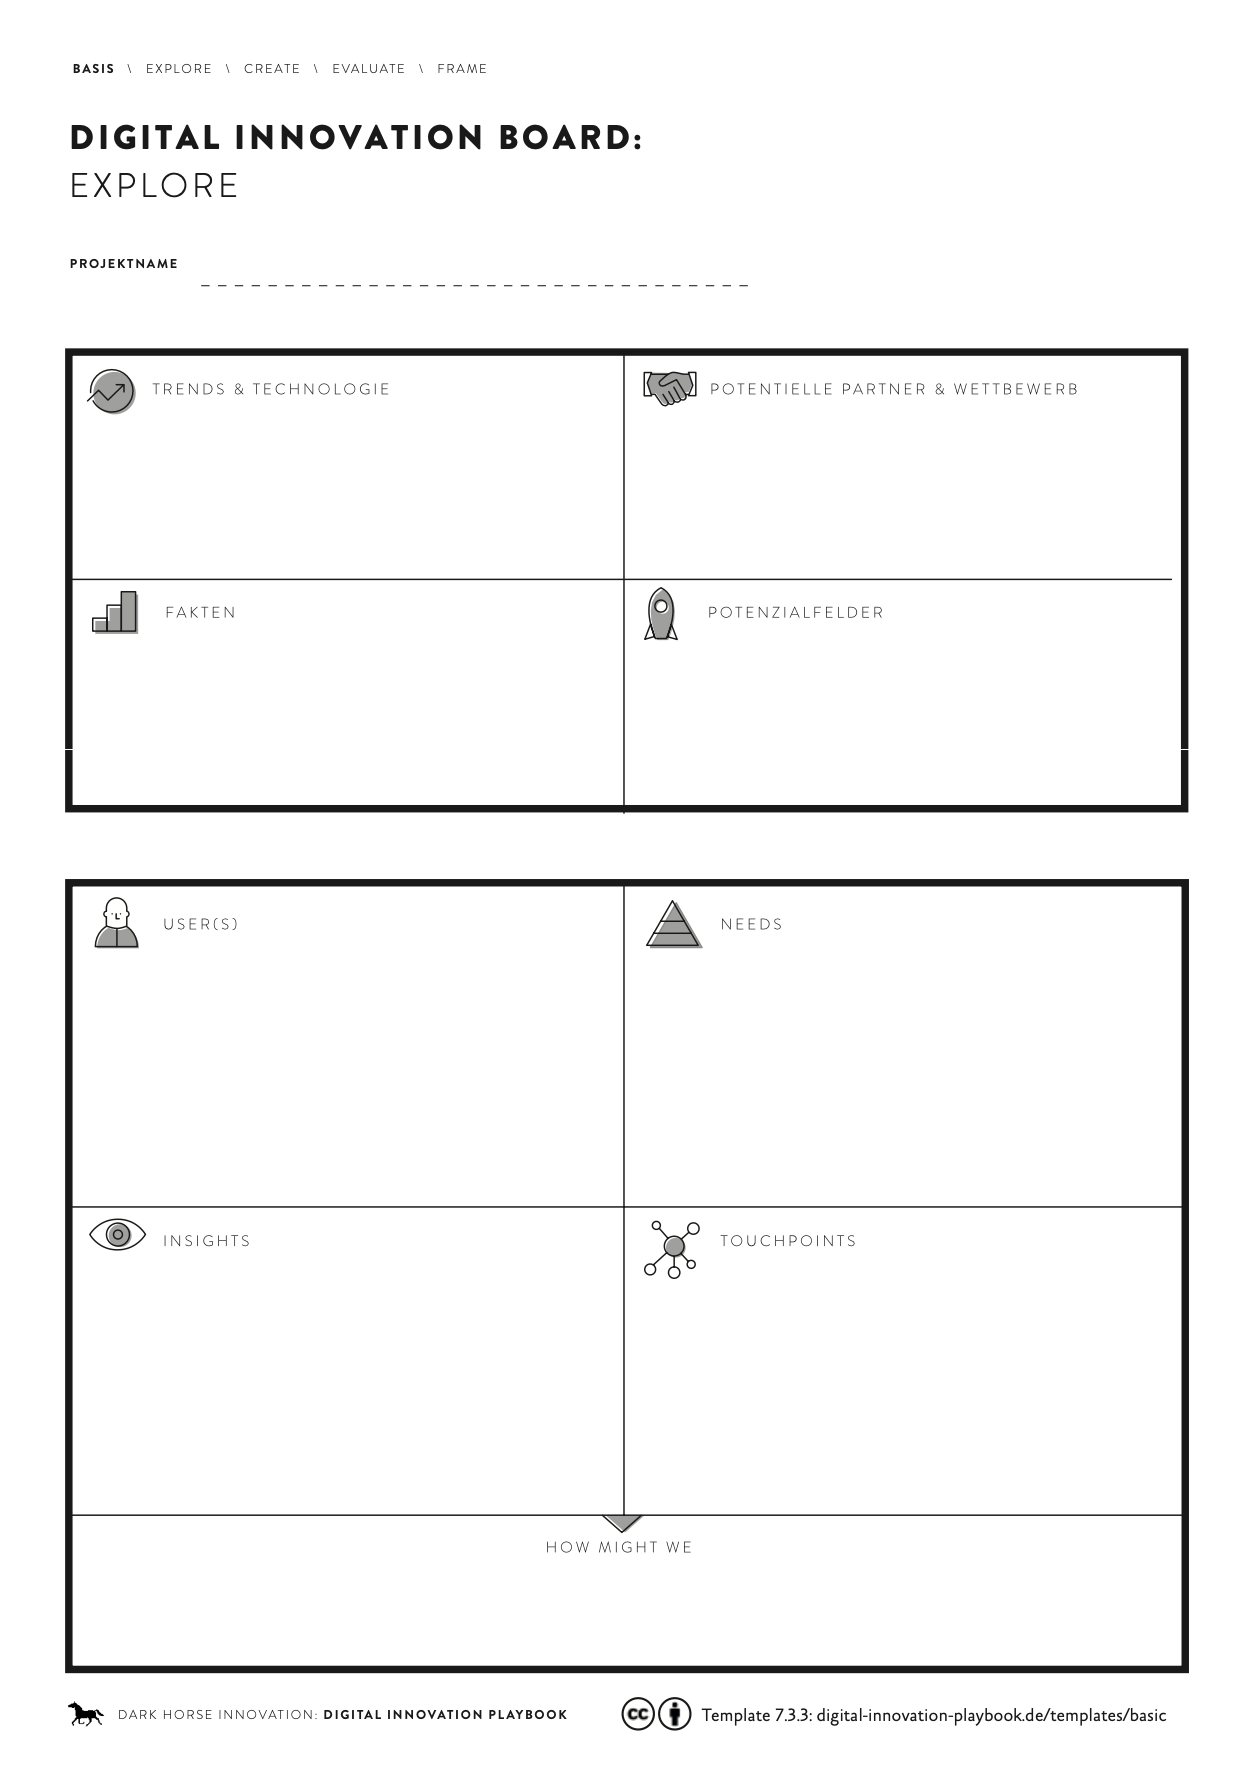 BASIS \ EXPLORE \ CREATE \ EVALUATE \ FRAME
DIGITAL INNOVATION BOARD:
EXPLORE
PROJEKTNAME
TRENDS & TECHNOLOGIE
POTENTIELLE PARTNER & WETTBEWERB
FAKTEN
POTENZIALFELDER
USER(S)
NEEDS
INSIGHTS
TOUCHPOINTS
HOW MIGHT WE
DARK HORSE INNOVATION: DIGITAL INNOVATION PLAYBOOK
cc
Template 7.3.3: digital-innovation-playbook.de/templates/basic